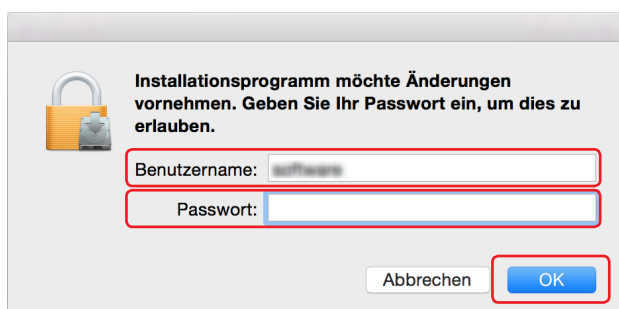 Installationsprogramm möchte Änderungen
vornehmen. Geben Sie Ihr Passwort ein, um dies zu
erlauben.
Benutzername:
Passwort:
Abbrechen OK